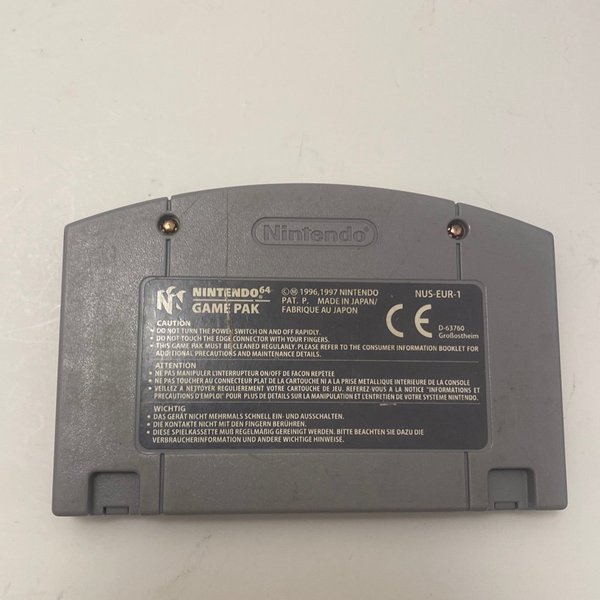 Nintendo
NINTENDO 64
GAME PAK
©Ⓜ 1996,1997 NINTENDO
PAT. P. MADE IN JAPAN/
FABRIQUE AU JAPON
CE
NUS-EUR-1
D-63760
Großostheim
CAUTION
• DO NOT TURN THE POWER SWITCH ON AND OFF RAPIDLY.
• DO NOT TOUCH THE EDGE CONNECTOR WITH YOUR FINGERS.
• THIS GAME PAK MUST BE CLEANED REGULARLY. PLEASE REFER TO THE CONSUMER INFORMATION BOOKLET FOR
ADDITIONAL PRECAUTIONS AND MAINTENANCE DETAILS.
ATTENTION
• NE PAS MANIPULER L'INTERRUPTEUR ON/OFF DE FACON REPETEE
• NE PAS TOUCHER AU CONNECTEUR PLAT DE LA CARTOUCHE NI A LA PRISE METALLIQUE INTERIEURE DE LA CONSOLE
• VEILLEZ A NETTOYER REGULIEREMENT VOTRE CARTOUCHE DE JEU. REFEREZ-VOUS A LA NOTICE "INFORMATIONS ET
PRECAUTIONS D'EMPLOI" POUR PLUS DE DETAILS SUR LA MANIPULATION ET L'ENTRETIEN DE VOTRE SYSTEME NINTENDO.
WICHTIG
• DAS GERÄT NICHT MEHRMALS SCHNELL EIN- UND AUSSCHALTEN.
• DIE KONTAKTE NICHT MIT DEN FINGERN BERÜHREN.
• DIESE SPIELKASSETTE MUß REGELMÄßIG GEREINIGT WERDEN. BITTE BEACHTEN SIE DAZU DIE
VERBRAUCHERINFORMATION UND ANDERE WICHTIGE HINWEISE.